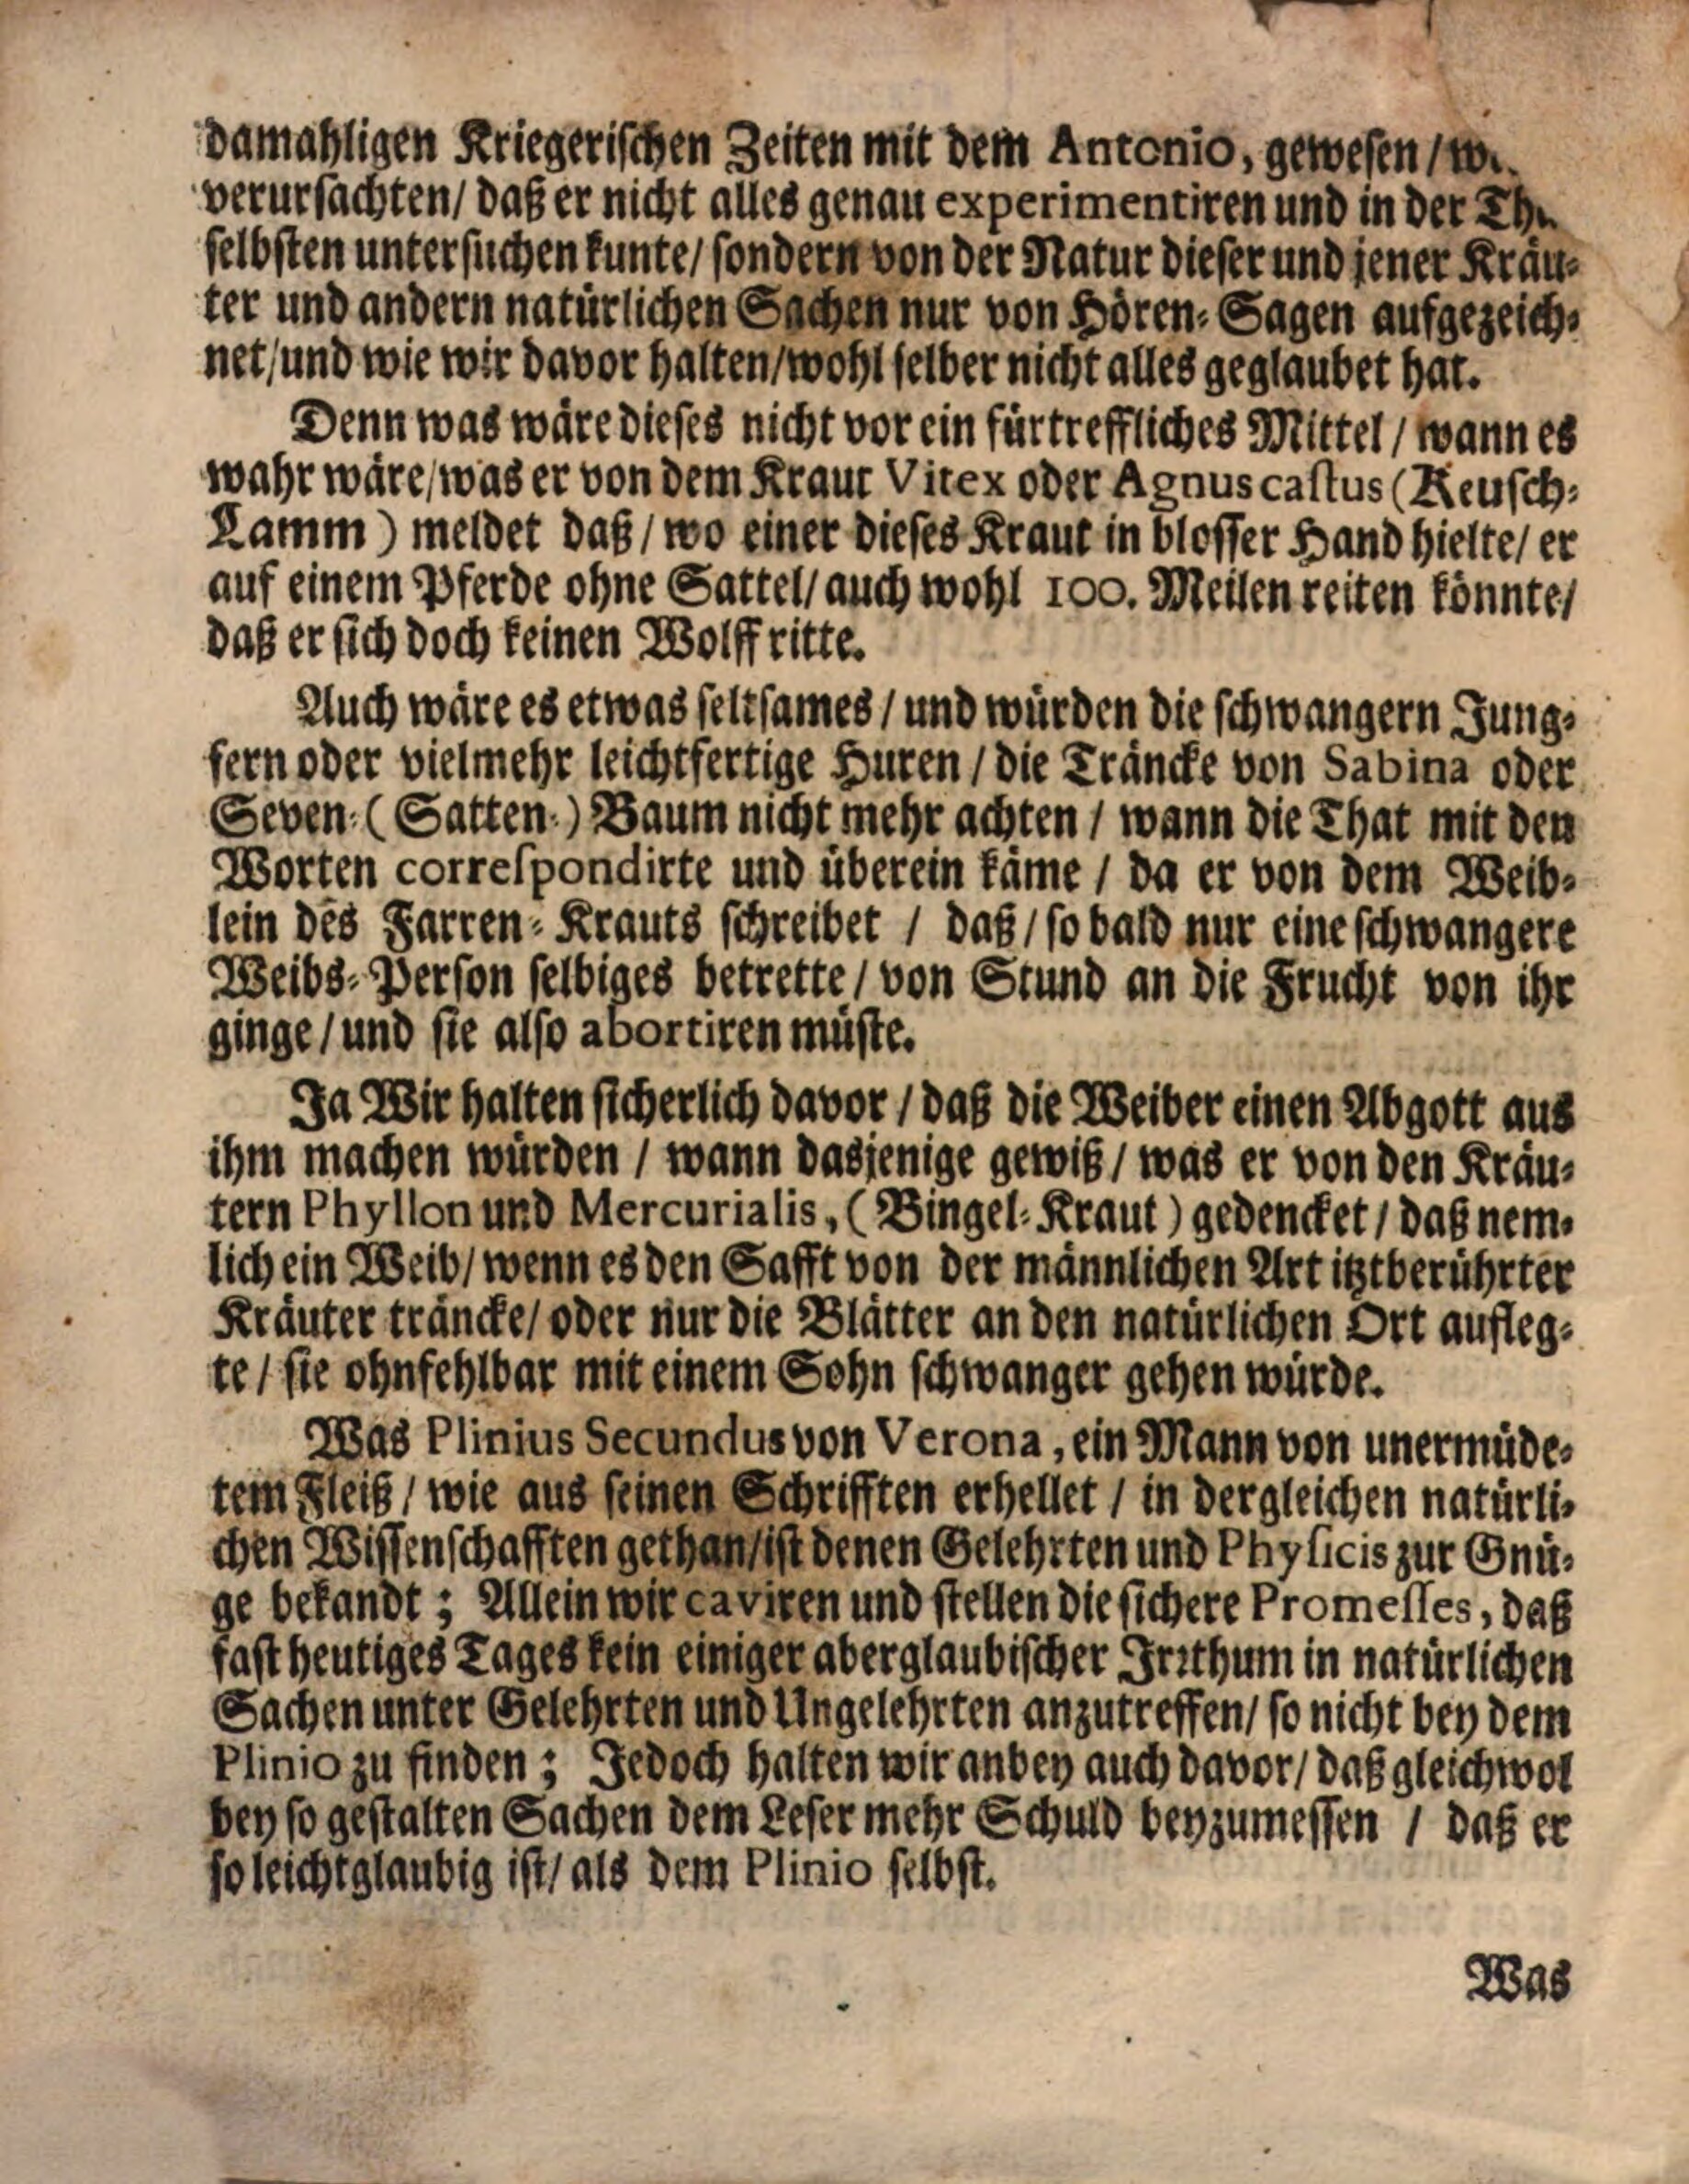 damahligen Kriegerischen Zeiten mit dem Antonio, gewesen /
verursachten/ daß er nicht alles genau experimentiren und in der
selbsten untersuchen kunte/ sondern von der Natur dieser und jener Kräu-
ter und andern natürlichen Sachen nur von Hören-Sagen aufgezeich-
net/und wie wir davor halten/wohl selber nicht alles geglaubet hat.
Denn was wäre dieses nicht vor ein fürtreffliches Mittel / wann es
wahr wäre/was er von dem Kraut Vitex oder Agnus castus (Keusch-
Lamm) meldet daß / wo einer dieses Kraut in blosser Hand hielte/ er
auf einem Pferde ohne Sattel/ auch wohl 100. Meilen reiten könnte/
daß er sich doch keinen Wolff ritte.
Auch wäre es etwas seltsames / und würden die schwangern Jung-
fern oder vielmehr leichtfertige Huren / die Träncke von Sabina oder
Seven- ( Satten-) Baum nicht mehr achten / wann die That mit den
Worten correspondirte und überein käme / da er von dem Weib-
lein des Farren-Krauts schreibet / daß / so bald nur eine schwangere
Weibs-Person selbiges betrette / von Stund an die Frucht von ihr
ginge / und sie also abortiren müste.
Ja Wir halten sicherlich davor / daß die Weiber einen Abgott aus
ihm machen würden / wann dasjenige gewiß / was er von den Kräu-
tern Phyllon und Mercurialis, ( Bingel-Kraut ) gedencket / daß nem-
lich ein Weib/ wenn es den Safft von der männlichen Art itztberührter
Kräuter träncke/ oder nur die Blätter an den natürlichen Ort aufleg-
te / sie ohnfehlbar mit einem Sohn schwanger gehen würde.
Was Plinius Secundus von Verona, ein Mann von unermüde-
tem Fleiß / wie aus seinen Schrifften erhellet / in dergleichen natürli-
chen Wissenschafften gethan/ist denen Gelehrten und Physicis zur Gnü-
ge bekandt ; Allein wir caviren und stellen die sichere Promesses, daß
fast heutiges Tages kein einiger aberglaubischer Irrthum in natürlichen
Sachen unter Gelehrten und Ungelehrten anzutreffen/ so nicht bey dem
Plinio zu finden ; Jedoch halten wir anbey auch davor/ daß gleichwol
bey so gestalten Sachen dem Leser mehr Schuld beyzumessen / daß er
so leichtglaubig ist/ als dem Plinio selbst.
Was